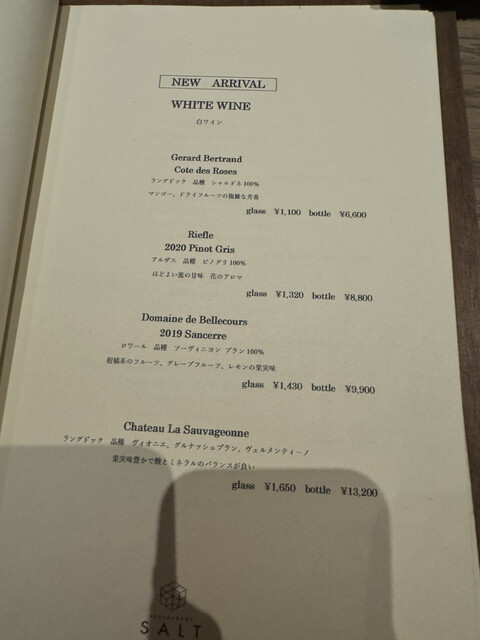 NEW ARRIVAL
WHITE WINE
白ワイン
Gerard Bertrand
Cote des Roses
ラングドック 品種 シャルドネ100%
マンゴー、ドライフルーツの複雑な芳香
glass ¥1,100 bottle ¥6,600
Riefle
2020 Pinot Gris
アルザス 品種 ピノグリ100%
ほどよい蜜の甘味 花のアロマ
glass ¥1,320 bottle ¥8,800
Domaine de Bellecours
2019 Sancerre
ロワール 品種 ソーヴィニヨン ブラン100%
柑橘系のフルーツ、グレープフルーツ、レモンの果実味
glass ¥1,430 bottle ¥9,900
Chateau La Sauvageonne
ラングドック 品種 ヴィオニエ、グルナッシュブラン、ヴェルメンティーノ
果実味豊かで酸とミネラルのバランスが良い
glass ¥1,650 bottle ¥13,200
SALT